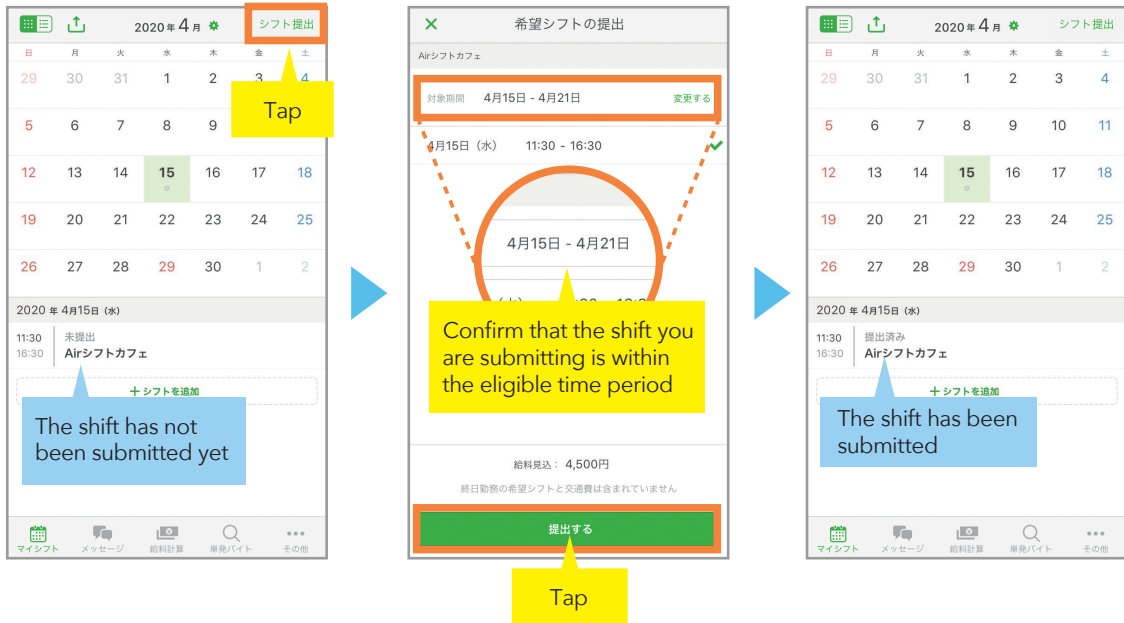 2020年4月
シフト提出
日 月 火 水 木 金 土
29 30 31 1 2 3 4
Tap
5 6 7 8 9
12 13 14 15 16 17 18
19 20 21 22 23 24 25
26 27 28 29 30 1 2
2020 年 4月15日 (水)
11:30 未提出
16:30 Airシフトカフェ
+シフトを追加
The shift has not
been submitted yet
マイシフト メッセージ 給料計算 単発バイト その他
希望シフトの提出
Airシフトカフェ
対象期間 4月15日 - 4月21日 変更する
4月15日（水） 11:30 - 16:30
4月15日 - 4月21日
Confirm that the shift you
are submitting is within
the eligible time period
給料見込： 4,500円
終日勤務の希望シフトと交通費は含まれていません
提出する
Tap
2020年4月
シフト提出
日 月 火 水 木 金 土
29 30 31 1 2 3 4
5 6 7 8 9 10 11
12 13 14 15 16 17 18
19 20 21 22 23 24 25
26 27 28 29 30 1 2
2020 年 4月15日 (水)
11:30 提出済み
16:30 Airシフトカフェ
+シフトを追加
The shift has been
submitted
マイシフト メッセージ 給料計算 単発バイト その他